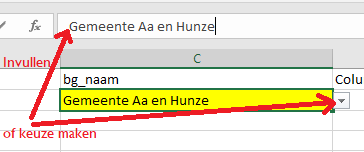 fx Gemeente Aa en Hunze
Invullen
C
bg_naam Colu
Gemeente Aa en Hunze
of keuze maken